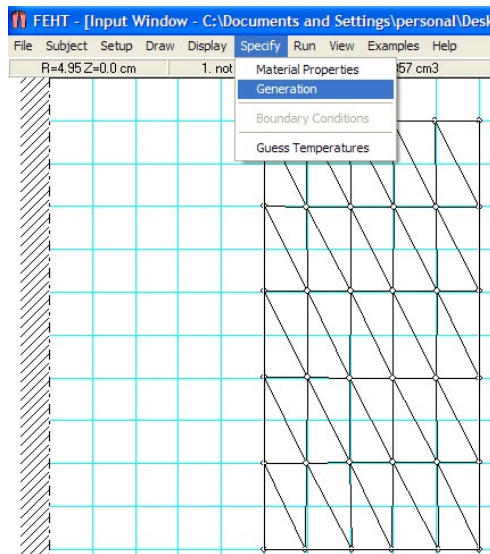 FEHT - [Input Window - C:\Documents and Settings\personal\Desk
File Subject Setup Draw Display Specify Run View Examples Help
R=4.95 Z=0.0 cm 1. not 057 cm3
Material Properties
Generation
Boundary Conditions
Guess Temperatures